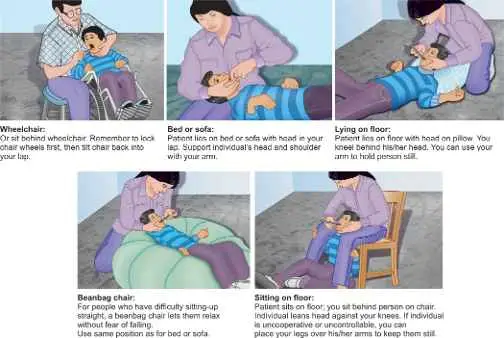 Wheelchair:
Or sit behind wheelchair. Remember to lock
chair wheels first, then tilt chair back into
your lap.
Bed or sofa:
Patient lies on bed or sofa with head in your
lap. Support individual's head and shoulder
with your arm.
Lying on floor:
Patient lies on floor with head on pillow. You
kneel behind his/her head. You can use your
arm to hold person still.
Beanbag chair:
For people who have difficulty sitting-up
straight, a beanbag chair lets them relax
without fear of falling.
Use same position as for bed or sofa.
Sitting on floor:
Patient sits on floor; you sit behind person on chair.
Individual leans head against your knees. If individual
is uncooperative or uncontrollable, you can
place your legs over his/her arms to keep them still.